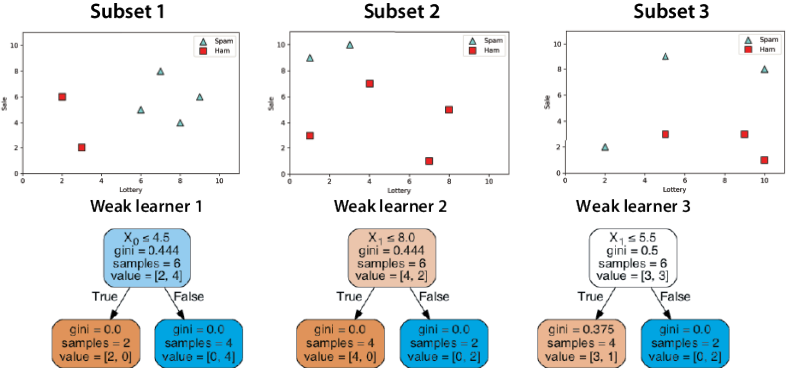 Subset 1
Subset 2
Subset 3
Spam
Ham
10
8
6
4
2
0
Sale
0 2 4 6 8 10
Lottery
Spam
Ham
10
8
6
4
2
0
Sale
0 2 4 6 8 10
Lottery
Spam
Ham
10
8
6
4
2
0
Sale
0 2 4 6 8 10
Lottery
Weak learner 1
Weak learner 2
Weak learner 3
X₀ ≤ 4.5
gini = 0.444
samples = 6
value = [2, 4]
True
False
gini = 0.0
samples = 2
value = [2, 0]
gini = 0.0
samples = 4
value = [0, 4]
X₁ ≤ 8.0
gini = 0.444
samples = 6
value = [4, 2]
True
False
gini = 0.0
samples = 4
value = [4, 0]
gini = 0.0
samples = 2
value = [0, 2]
X₁ ≤ 5.5
gini = 0.5
samples = 6
value = [3, 3]
True
False
gini = 0.375
samples = 4
value = [3, 1]
gini = 0.0
samples = 2
value = [0, 2]